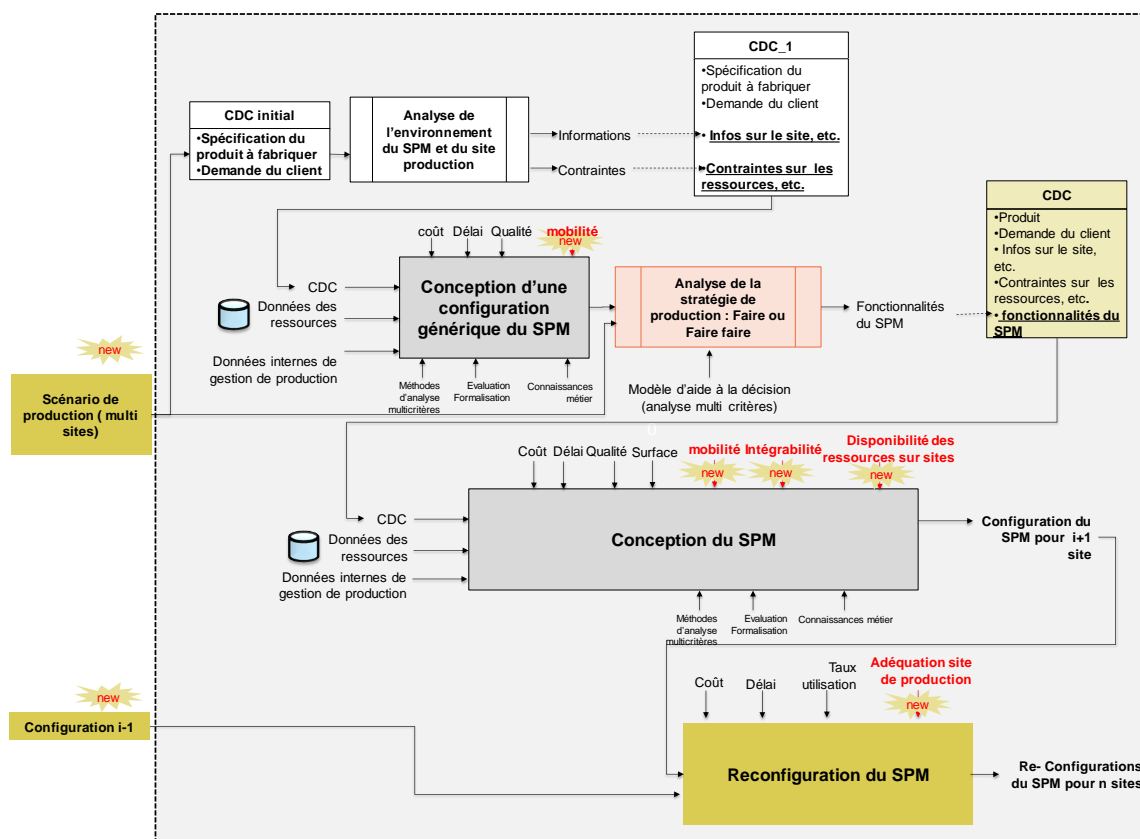 CDC_1
•Spécification du
produit à fabriquer
•Demande du client
• Infos sur le site, etc.
•Contraintes sur les
ressources, etc.
CDC initial
•Spécification du
produit à fabriquer
•Demande du client
Analyse de
l'environnement
du SPM et du site
production
Informations
Contraintes
CDC
•Produit
•Demande du client
• Infos sur le site,
etc.
•Contraintes sur les
ressources, etc.
• fonctionnalités du
SPM
coût
Délai
Qualité
mobilité
new
CDC
Données des
ressources
Données internes de
gestion de production
Conception d'une
configuration
générique du SPM
Méthodes
d'analyse
multicritères
Evaluation
Formalisation
Connaissances
métier
Analyse de la
stratégie de
production : Faire ou
Faire faire
Fonctionnalités
du SPM
Modèle d'aide à la décision
(analyse multi critères)
0
new
Scénario de
production ( multi
sites)
Coût
Délai
Qualité
Surface
mobilité
new
Intégrabilité
new
Disponibilité des
ressources sur sites
new
CDC
Données des
ressources
Données internes de
gestion de production
Conception du SPM
Configuration du
SPM pour i+1
site
Méthodes
d'analyse
multicritères
Evaluation
Formalisation
Connaissances métier
new
Configuration i-1
Coût
Délai
Taux
utilisation
Adéquation site
de production
new
Reconfiguration du SPM
Re- Configurations
du SPM pour n sites